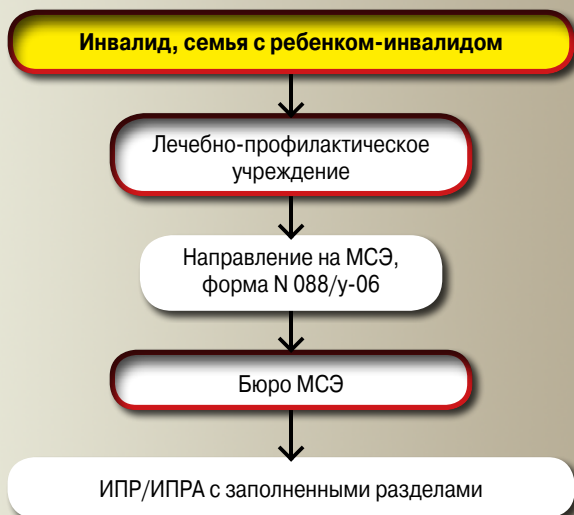 Инвалид, семья с ребенком-инвалидом
Лечебно-профилактическое
учреждение
Направление на МСЭ,
форма N 088/у-06
Бюро МСЭ
ИПР/ИПРА с заполненными разделами